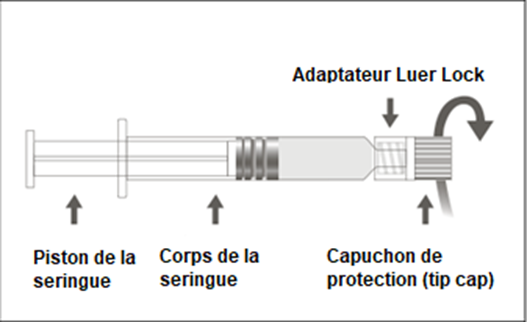 Adaptateur Luer Lock
Piston de la
seringue
Corps de la
seringue
Capuchon de
protection (tip cap)